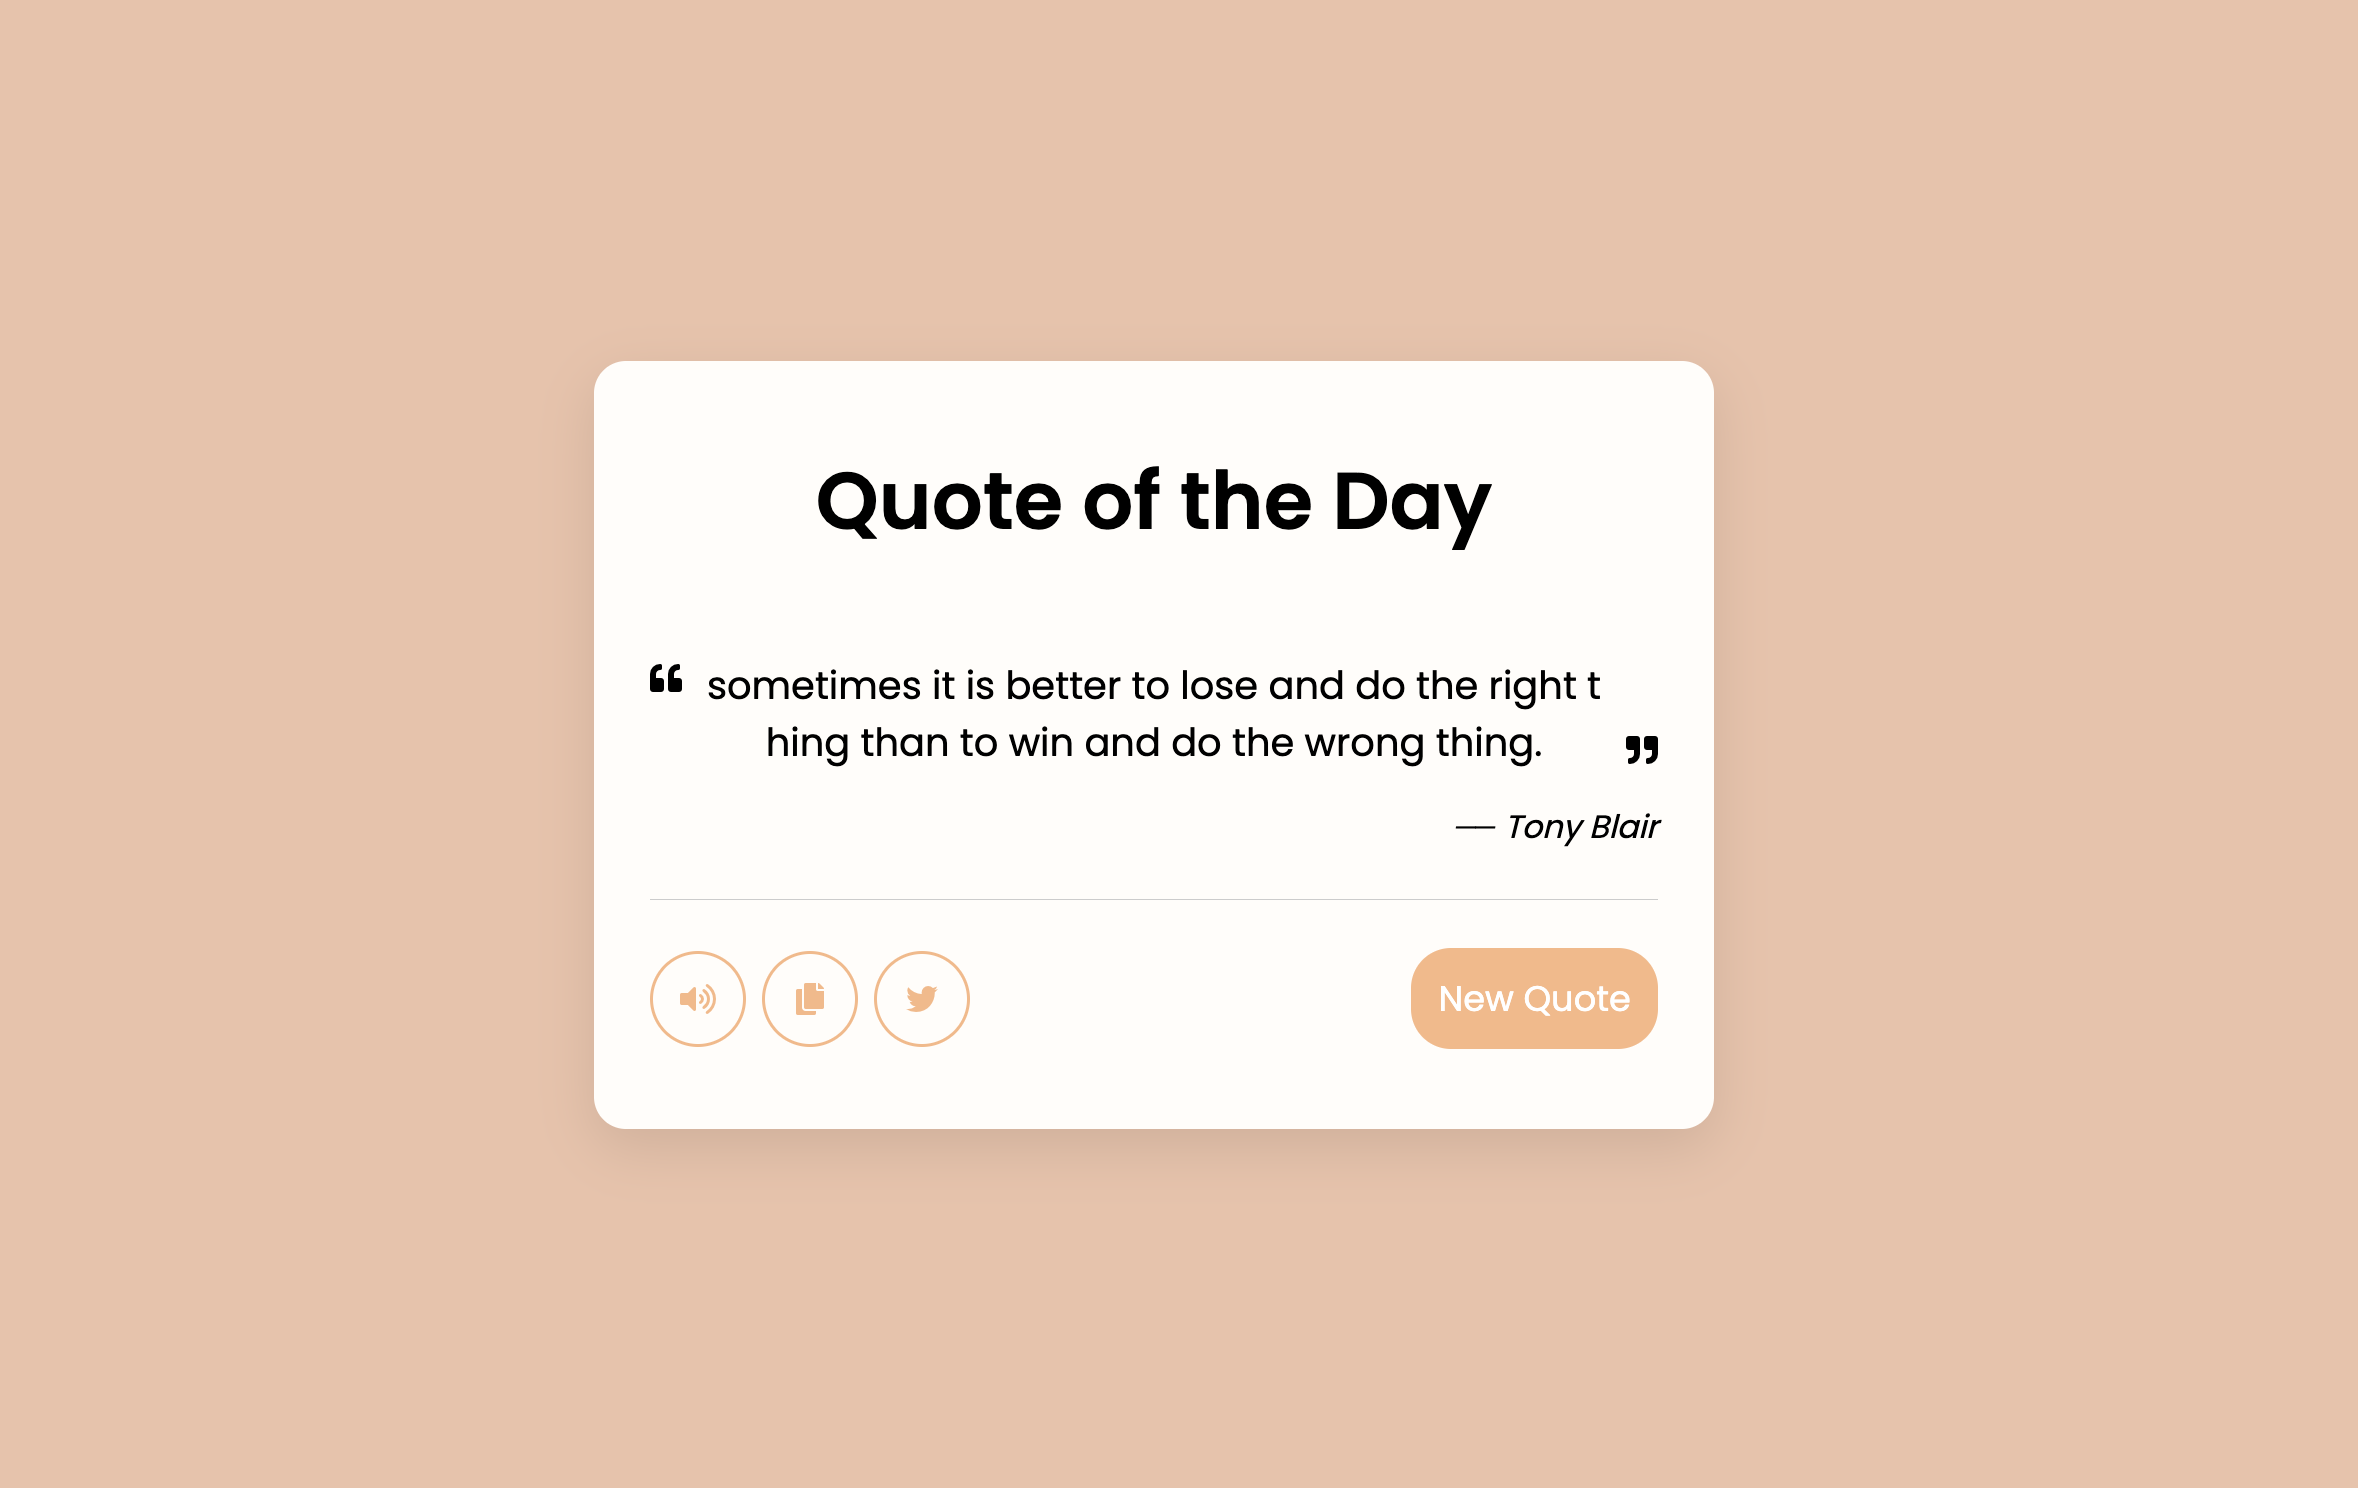 Quote of the Day
❝ sometimes it is better to lose and do the right t
hing than to win and do the wrong thing. ❞
— Tony Blair
New Quote